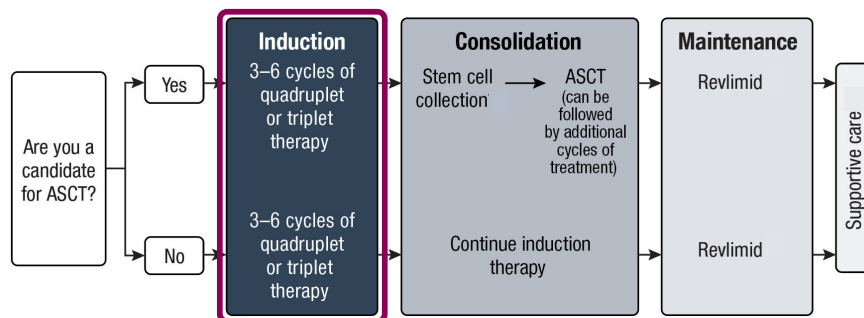 Are you a
candidate
for ASCT?
Yes
No
Induction
3–6 cycles of
quadruplet
or triplet
therapy
3–6 cycles of
quadruplet
or triplet
therapy
Consolidation
Stem cell
collection
ASCT
(can be
followed
by additional
cycles of
treatment)
Continue induction
therapy
Maintenance
Revlimid
Revlimid
Supportive care